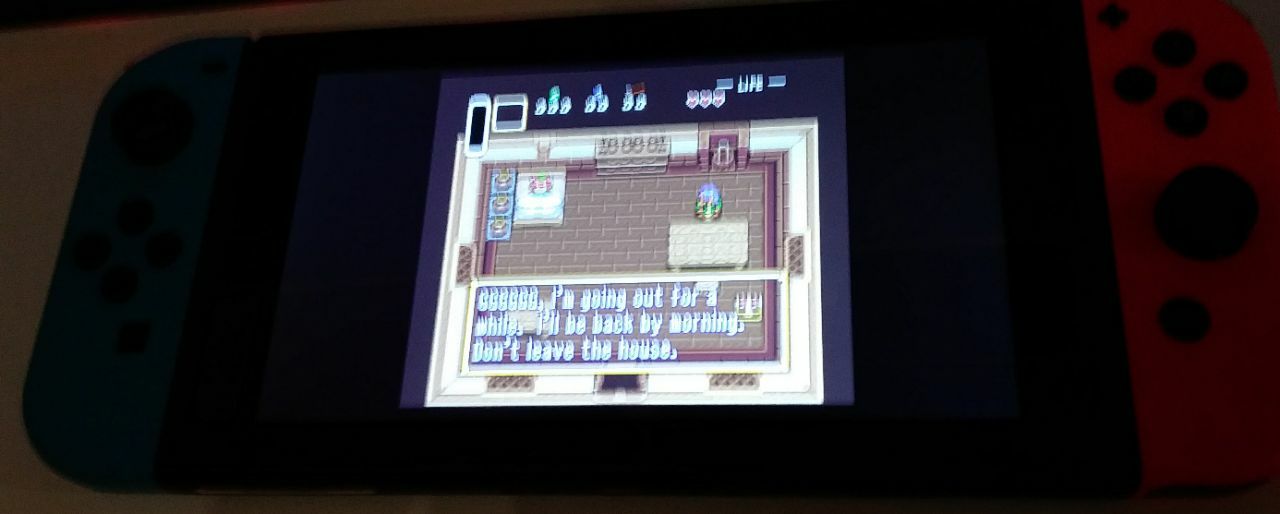 LIFE
GGGGGG, I'm going out for a
while. I'll be back by morning.
Don't leave the house.